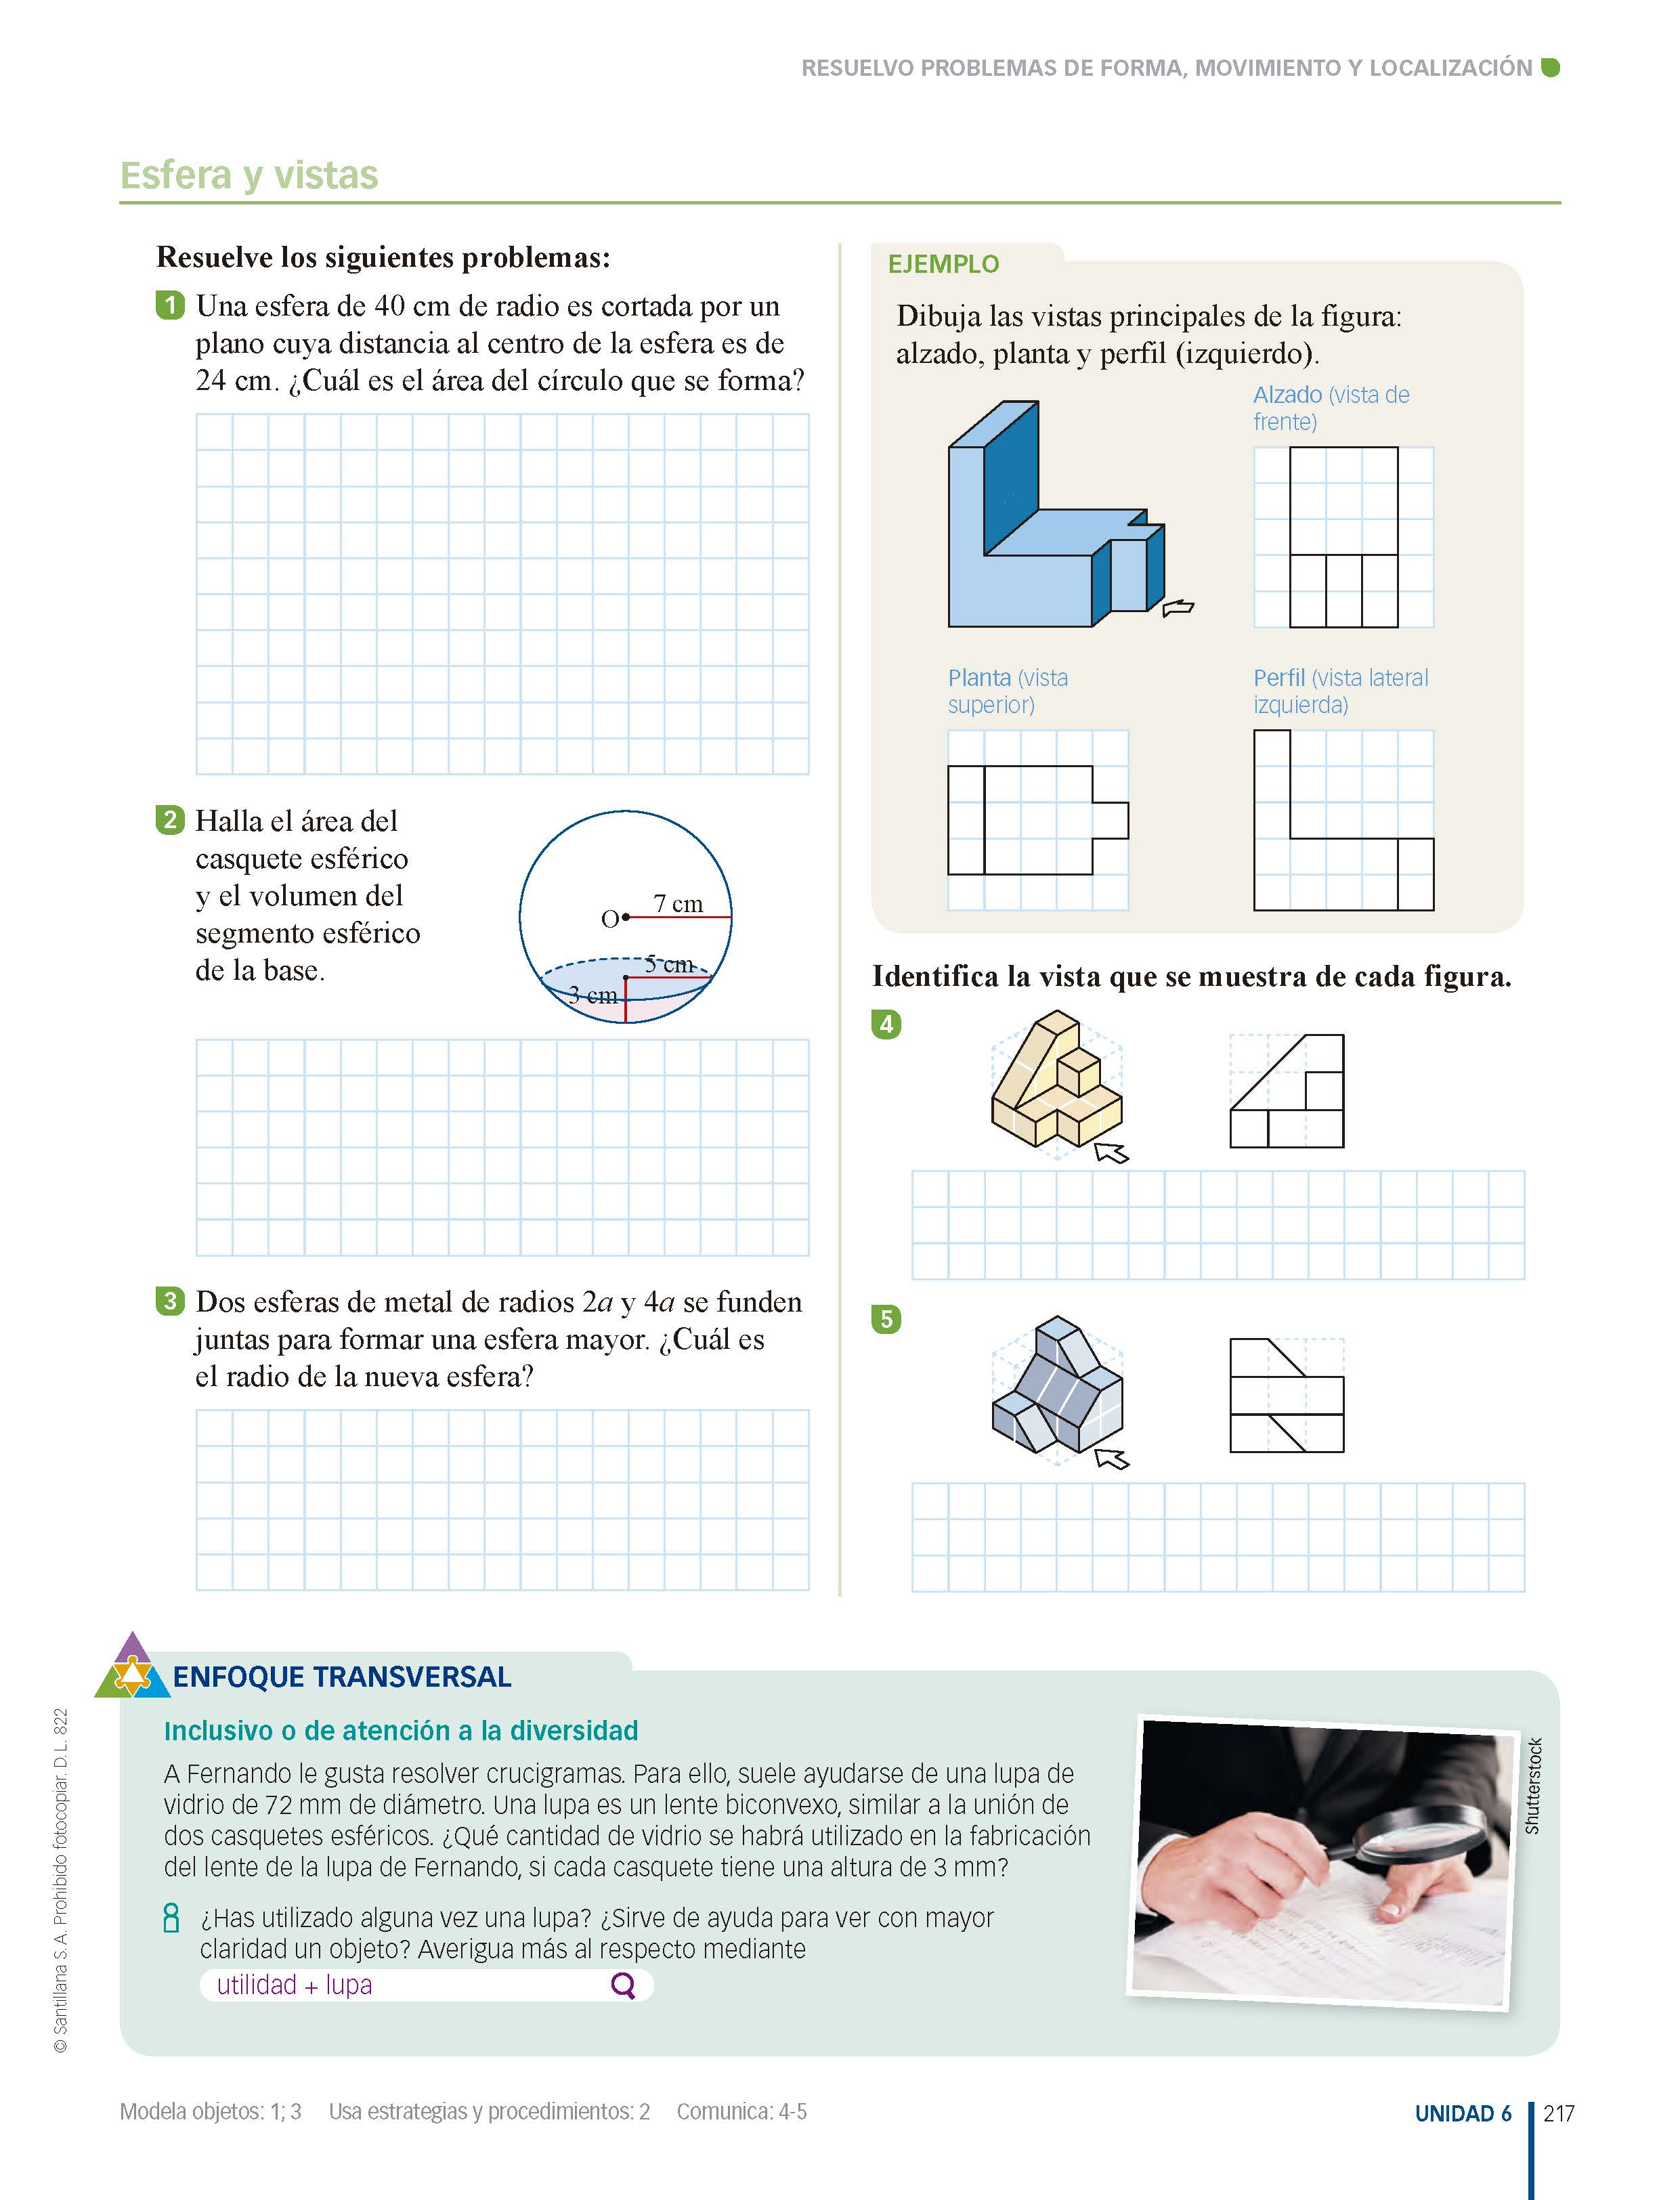 RESUELVO PROBLEMAS DE FORMA, MOVIMIENTO Y LOCALIZACIÓN
Esfera y vistas
Resuelve los siguientes problemas:
1 Una esfera de 40 cm de radio es cortada por un
plano cuya distancia al centro de la esfera es de
24 cm. ¿Cuál es el área del círculo que se forma?
2 Halla el área del
casquete esférico
y el volumen del
segmento esférico
de la base.
7 cm
O
5 cm
3 cm
3 Dos esferas de metal de radios 2a y 4a se funden
juntas para formar una esfera mayor. ¿Cuál es
el radio de la nueva esfera?
EJEMPLO
Dibuja las vistas principales de la figura:
alzado, planta y perfil (izquierdo).
Alzado (vista de
frente)
Planta (vista
superior)
Perfil (vista lateral
izquierda)
Identifica la vista que se muestra de cada figura.
4
5
ENFOQUE TRANSVERSAL
Inclusivo o de atención a la diversidad
A Fernando le gusta resolver crucigramas. Para ello, suele ayudarse de una lupa de
vidrio de 72 mm de diámetro. Una lupa es un lente biconvexo, similar a la unión de
dos casquetes esféricos. ¿Qué cantidad de vidrio se habrá utilizado en la fabricación
del lente de la lupa de Fernando, si cada casquete tiene una altura de 3 mm?
¿Has utilizado alguna vez una lupa? ¿Sirve de ayuda para ver con mayor
claridad un objeto? Averigua más al respecto mediante
utilidad + lupa
Shutterstock
© Santillana S. A. Prohibido fotocopiar. D. L. 822
Modela objetos: 1; 3 Usa estrategias y procedimientos: 2 Comunica: 4-5
UNIDAD 6 217